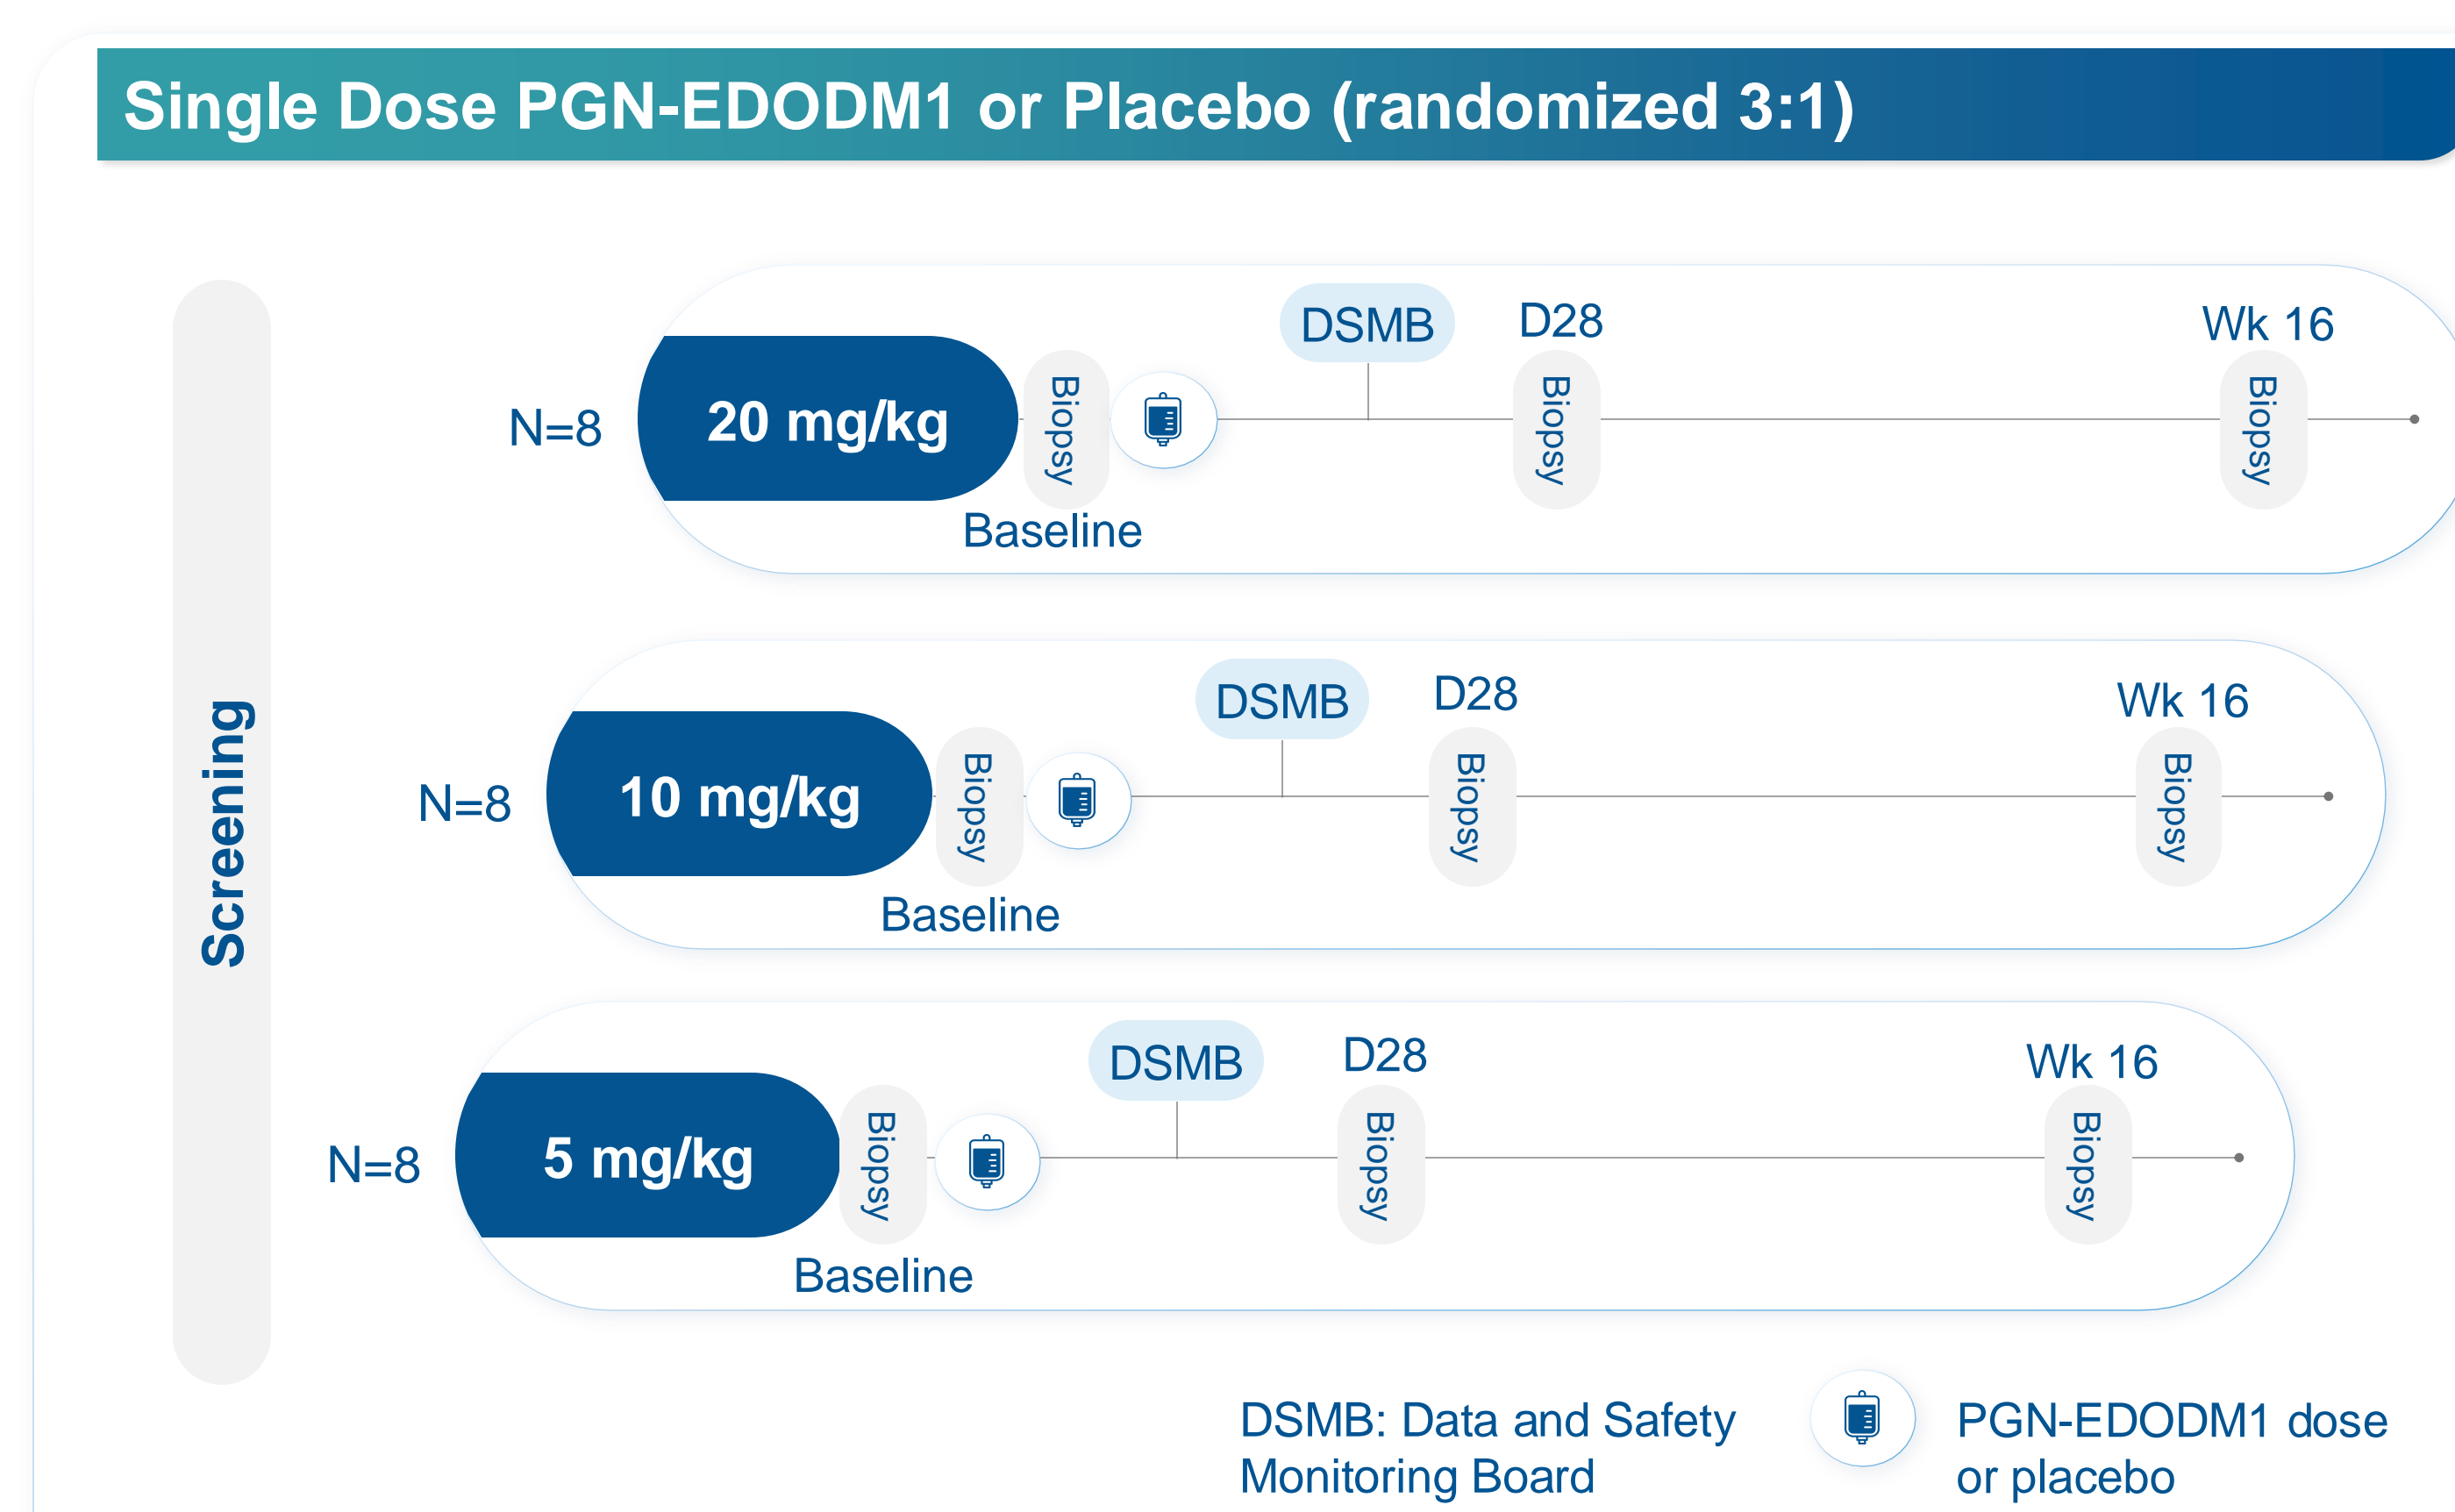 Single Dose PGN-EDODM1 or Placebo (randomized 3:1)
Screening
N=8
20 mg/kg
Biopsy
Baseline
DSMB
D28
Biopsy
Wk 16
Biopsy
N=8
10 mg/kg
Biopsy
Baseline
DSMB
D28
Biopsy
Wk 16
Biopsy
N=8
5 mg/kg
Biopsy
Baseline
DSMB
D28
Biopsy
Wk 16
Biopsy
DSMB: Data and Safety
Monitoring Board
PGN-EDODM1 dose
or placebo